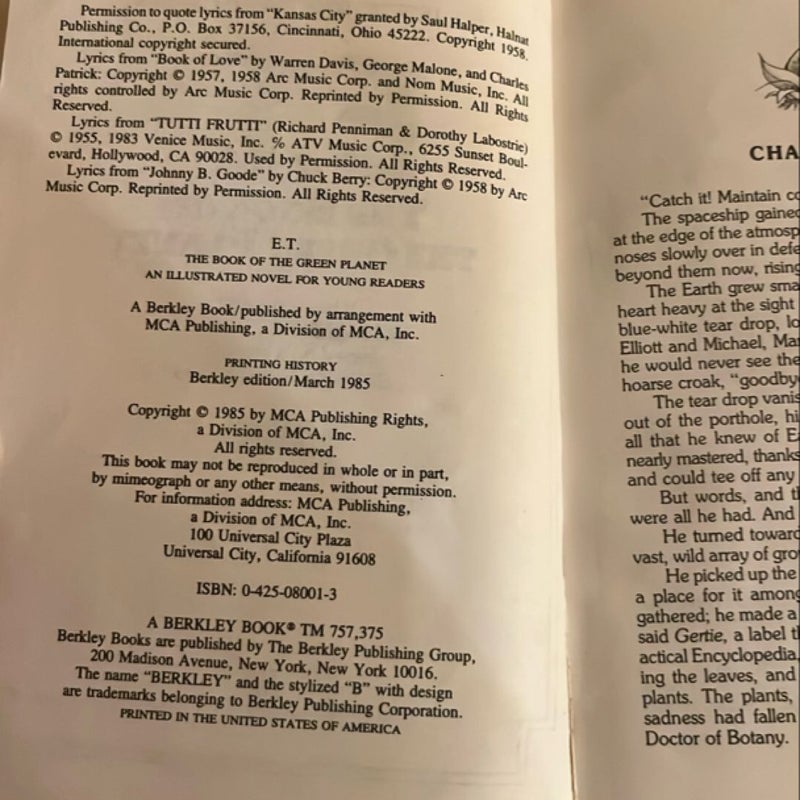 Permission to quote lyrics from “Kansas City” granted by Saul Halper, Halnat
Publishing Co., P.O. Box 37156, Cincinnati, Ohio 45222. Copyright 1958.
International copyright secured.
Lyrics from “Book of Love” by Warren Davis, George Malone, and Charles
Patrick: Copyright © 1957, 1958 Arc Music Corp. and Nom Music, Inc. All
rights controlled by Arc Music Corp. Reprinted by Permission. All Rights
Reserved.
Lyrics from “TUTTI FRUTTI” (Richard Penniman & Dorothy Labostrie)
© 1955, 1983 Venice Music, Inc. % ATV Music Corp., 6255 Sunset Boul-
evard, Hollywood, CA 90028. Used by Permission. All Rights Reserved.
Lyrics from “Johnny B. Goode” by Chuck Berry: Copyright © 1958 by Arc
Music Corp. Reprinted by Permission. All Rights Reserved.
E.T.
THE BOOK OF THE GREEN PLANET
AN ILLUSTRATED NOVEL FOR YOUNG READERS
A Berkley Book/published by arrangement with
MCA Publishing, a Division of MCA, Inc.
PRINTING HISTORY
Berkley edition/March 1985
Copyright © 1985 by MCA Publishing Rights,
a Division of MCA, Inc.
All rights reserved.
This book may not be reproduced in whole or in part,
by mimeograph or any other means, without permission.
For information address: MCA Publishing,
a Division of MCA, Inc.
100 Universal City Plaza
Universal City, California 91608
ISBN: 0-425-08001-3
A BERKLEY BOOK® TM 757,375
Berkley Books are published by The Berkley Publishing Group,
200 Madison Avenue, New York, New York 10016.
The name “BERKLEY” and the stylized “B” with design
are trademarks belonging to Berkley Publishing Corporation.
PRINTED IN THE UNITED STATES OF AMERICA
CHA
“Catch it! Maintain co
The spaceship gained
at the edge of the atmosp
noses slowly over in defe
beyond them now, rising
The Earth grew sma
heart heavy at the sight
blue-white tear drop, lo
Elliott and Michael, Ma
he would never see the
hoarse croak, “goodby
The tear drop vanis
out of the porthole, hi
all that he knew of E
nearly mastered, thanks
and could tee off any
But words, and t
were all he had. And
He turned toward
vast, wild array of gro
He picked up the
a place for it among
gathered; he made a
said Gertie, a label t
actical Encyclopedia,
ing the leaves, and
plants. The plants,
sadness had fallen
Doctor of Botany.